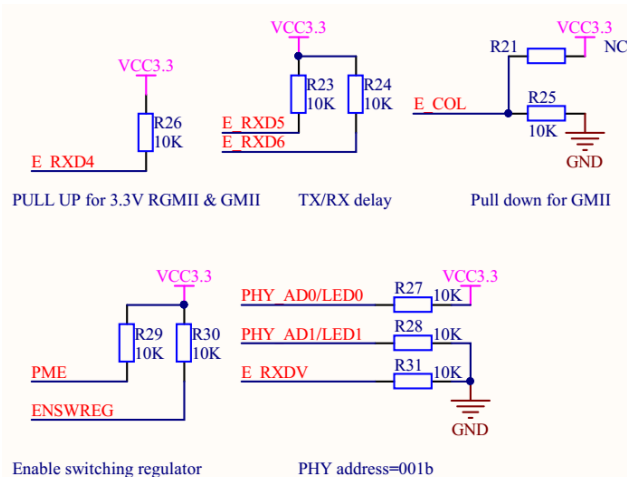 VCC3.3
R26
10K
E_RXD4
PULL UP for 3.3V RGMII & GMII
VCC3.3
R23
10K
R24
10K
E_RXD5
E_RXD6
TX/RX delay
VCC3.3
R21
NC
E_COL
R25
10K
GND
Pull down for GMII
VCC3.3
R29
10K
R30
10K
PME
ENSWREG
Enable switching regulator
VCC3.3
PHY_AD0/LED0
R27
10K
PHY_AD1/LED1
R28
10K
E_RXDV
R31
10K
GND
PHY address=001b